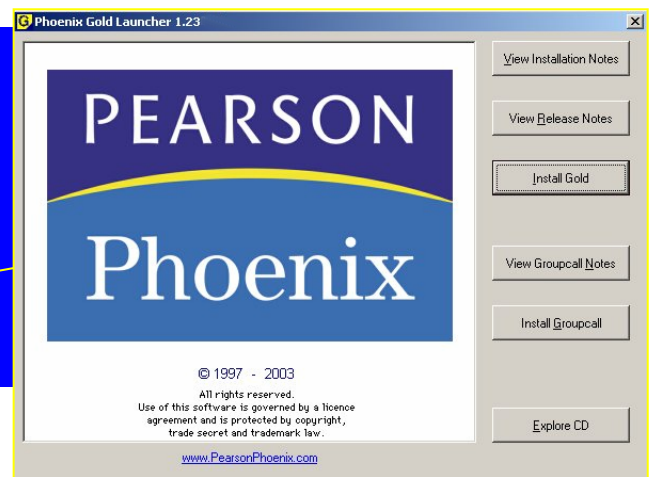 Phoenix Gold Launcher 1.23
PEARSON
Phoenix
© 1997 - 2003
All rights reserved.
Use of this software is governed by a licence
agreement and is protected by copyright,
trade secret and trademark law.
www.PearsonPhoenix.com
View Installation Notes
View Release Notes
Install Gold
View Groupcall Notes
Install Groupcall
Explore CD